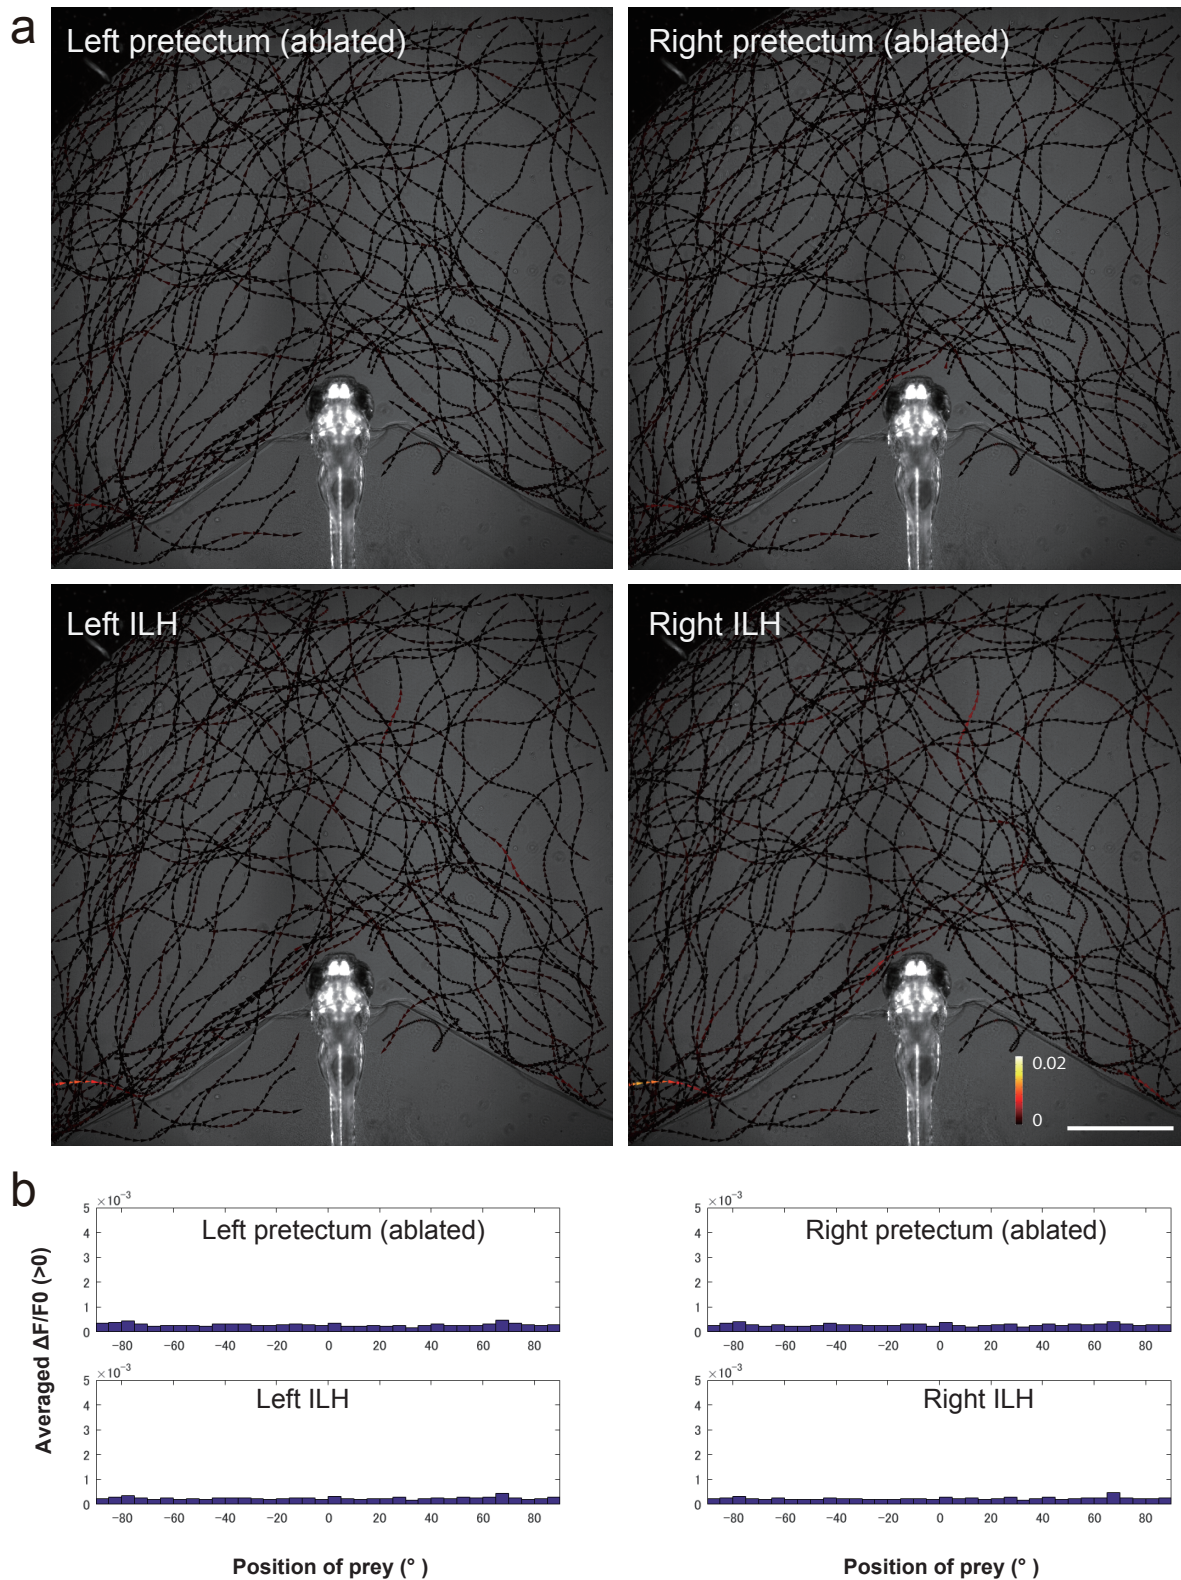 a
Left pretectum (ablated)
Right pretectum (ablated)
Left ILH
Right ILH
0.02
0
b
×10⁻³
5
4
3
2
1
0
Left pretectum (ablated)
-80 -60 -40 -20 0 20 40 60 80
×10⁻³
5
4
3
2
1
0
Right pretectum (ablated)
-80 -60 -40 -20 0 20 40 60 80
Averaged ΔF/F0 (>0)
×10⁻³
5
4
3
2
1
0
Left ILH
-80 -60 -40 -20 0 20 40 60 80
Position of prey (° )
×10⁻³
5
4
3
2
1
0
Right ILH
-80 -60 -40 -20 0 20 40 60 80
Position of prey (° )